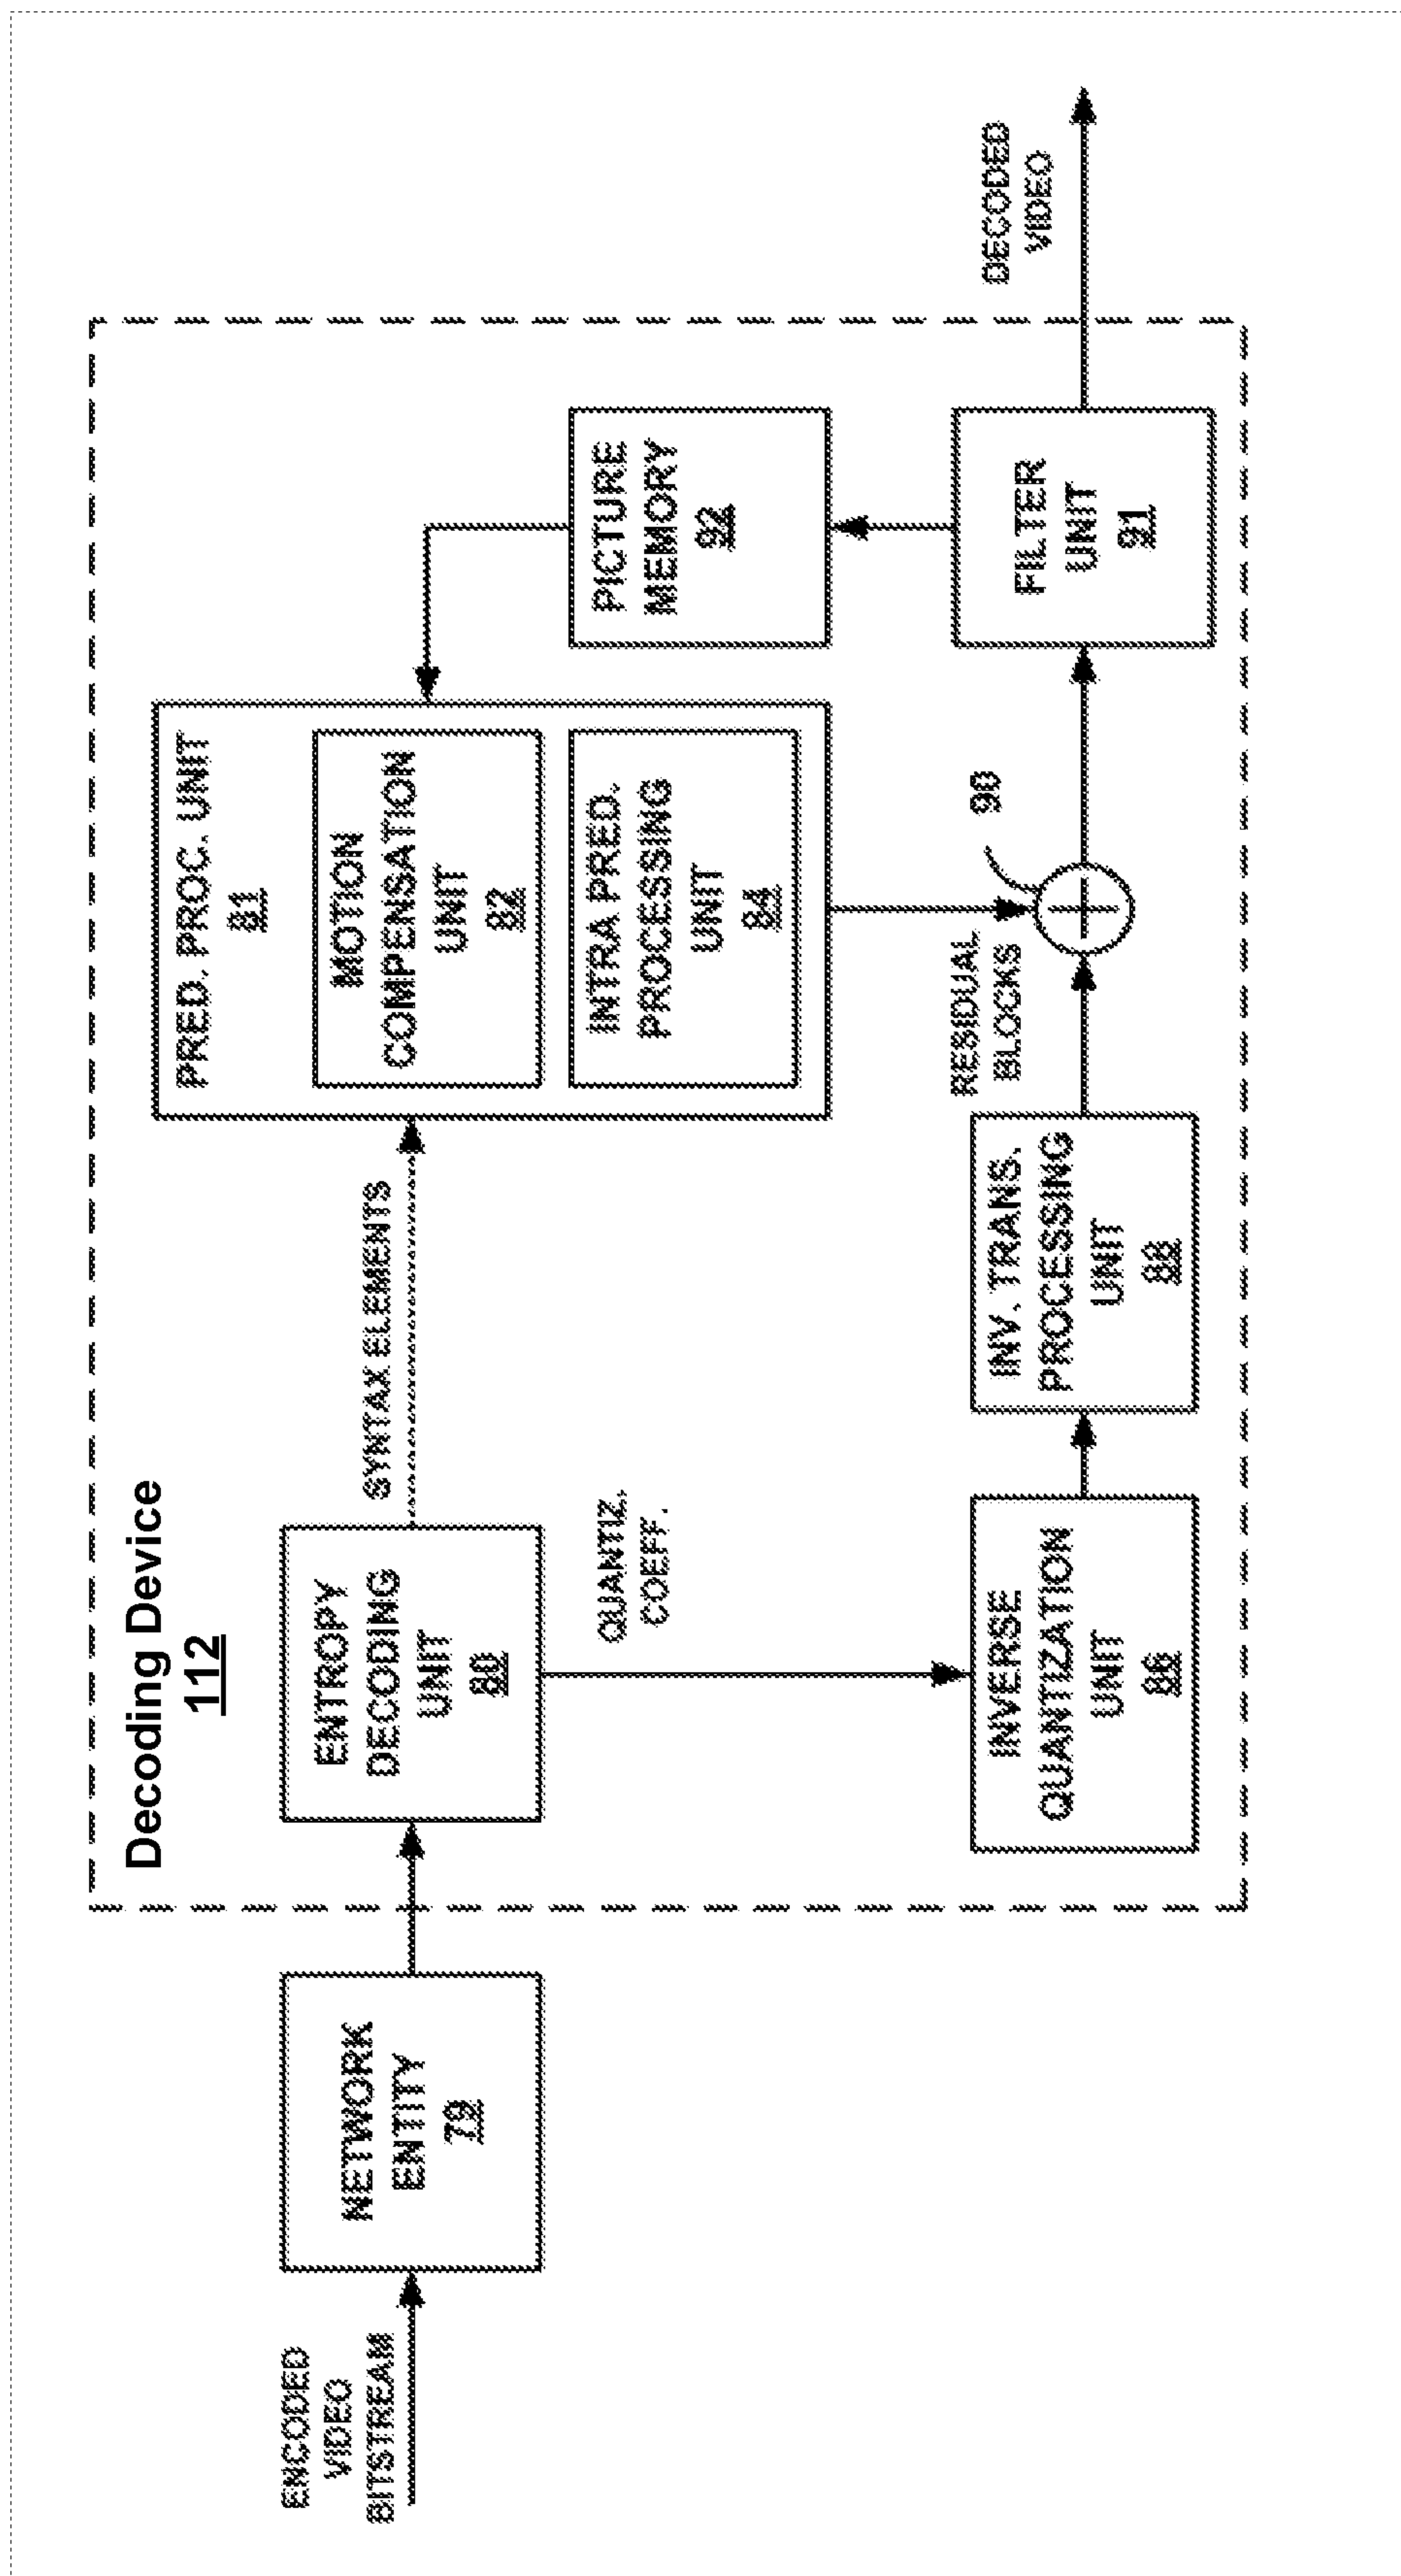 Decoding Device
112
ENCODED
VIDEO
BITSTREAM
NETWORK
ENTITY
79
ENTROPY
DECODING
UNIT
80
SYNTAX ELEMENTS
QUANTIZ.
COEFF.
PRED. PROC. UNIT
81
MOTION
COMPENSATION
UNIT
82
INTRA PRED.
PROCESSING
UNIT
84
PICTURE
MEMORY
92
INVERSE
QUANTIZATION
UNIT
86
INV. TRANS.
PROCESSING
UNIT
88
RESIDUAL
BLOCKS
90
FILTER
UNIT
91
DECODED
VIDEO